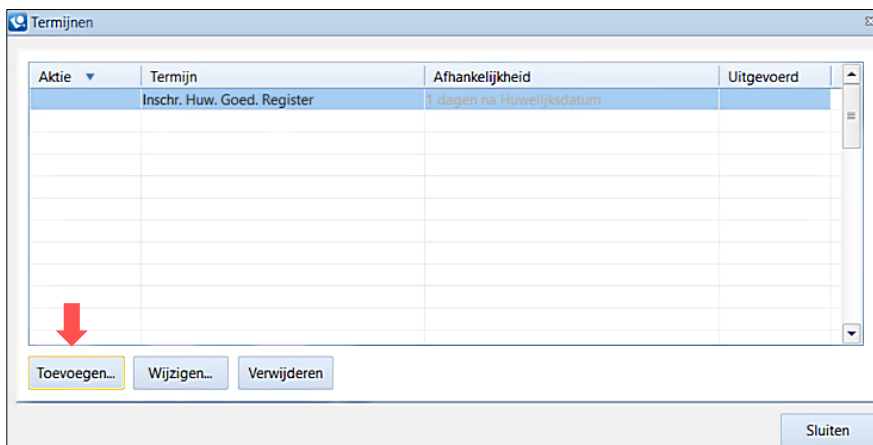 Termijnen
Aktie Termijn Afhankelijkheid Uitgevoerd
Inschr. Huw. Goed. Register 1 dagen na Huwelijksdatum
Toevoegen... Wijzigen... Verwijderen
Sluiten